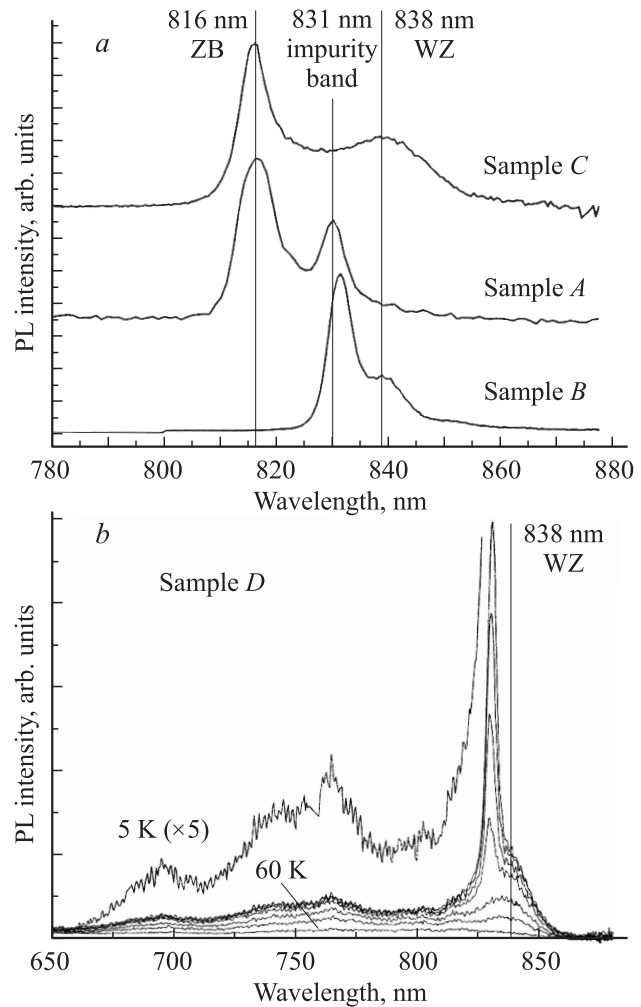 a
816 nm
ZB
831 nm
impurity
band
838 nm
WZ
Sample C
Sample A
Sample B
PL intensity, arb. units
780 800 820 840 860 880
Wavelength, nm
b
838 nm
WZ
Sample D
5 K (×5)
60 K
PL intensity, arb. units
650 700 750 800 850
Wavelength, nm